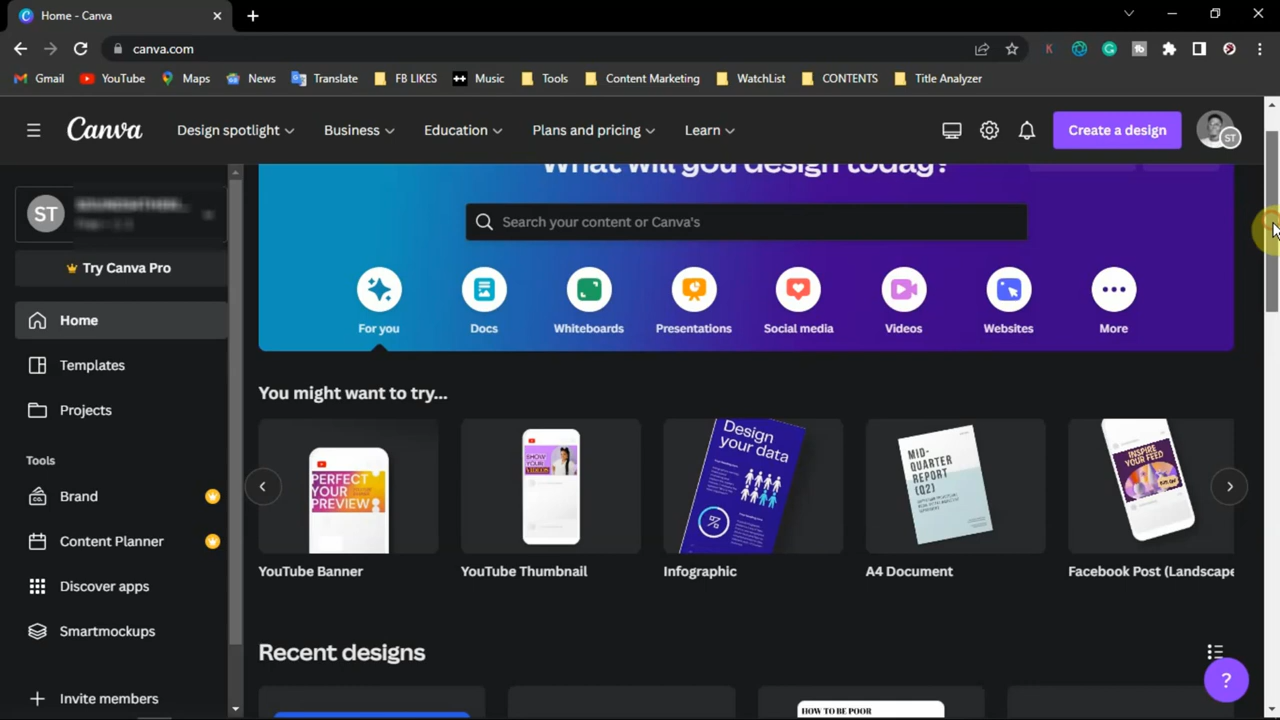 Home - Canva
canva.com
Gmail YouTube Maps News Translate FB LIKES Music Tools Content Marketing WatchList CONTENTS Title Analyzer
Canva Design spotlight Business Education Plans and pricing Learn Create a design ST
What will you design today?
ST
Search your content or Canva's
Try Canva Pro
Home
For you Docs Whiteboards Presentations Social media Videos Websites More
Templates
You might want to try...
Projects
Tools
Brand
Content Planner
Discover apps
Smartmockups
Invite members
PERFECT
YOUR
PREVIEW
SHOW
YOUR
VIDEOS
Design
your data
MID-
QUARTER
REPORT
(Q2)
INSPIRE
YOUR FEED
YouTube Banner YouTube Thumbnail Infographic A4 Document Facebook Post (Landscape
Recent designs
HOW TO BE POOR
?